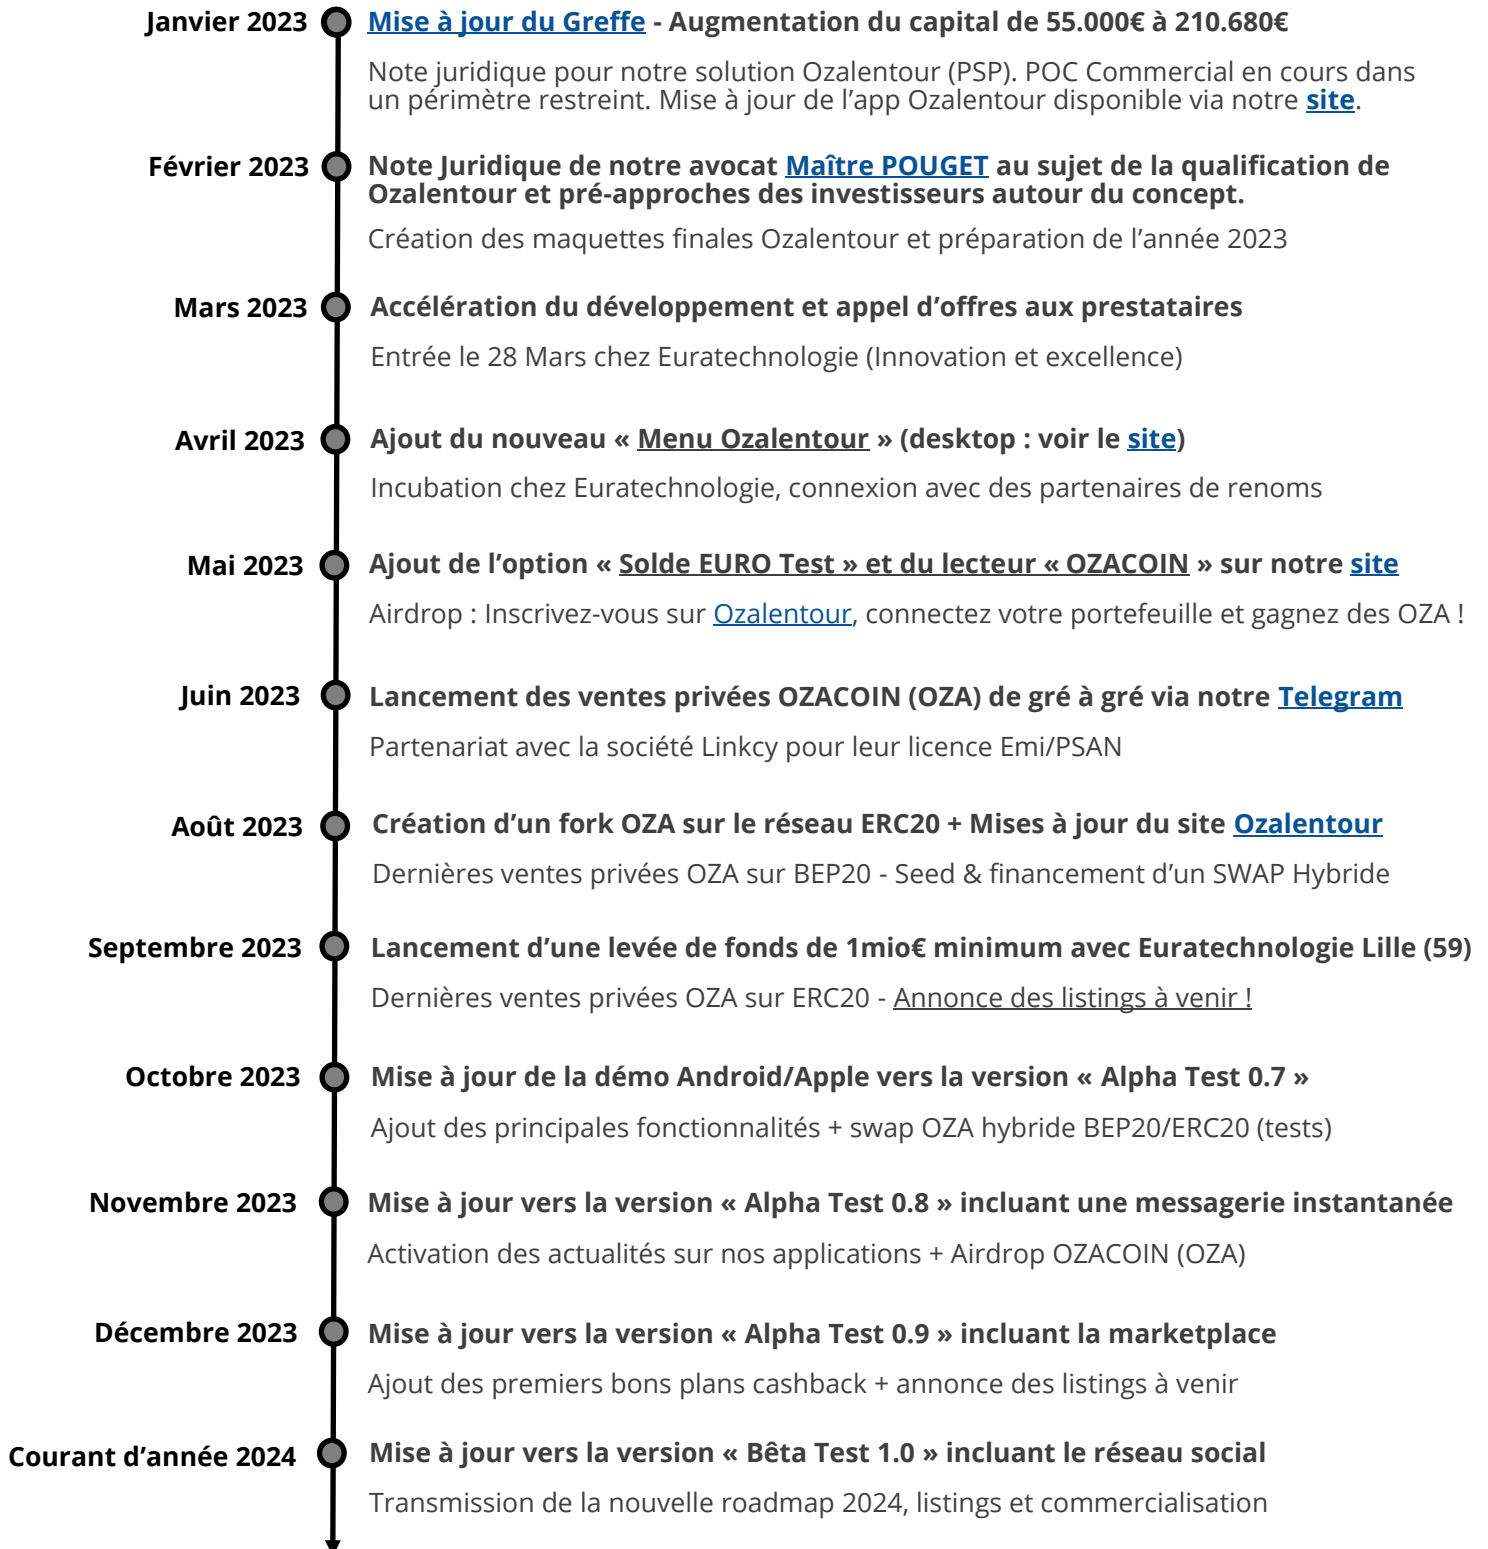 Janvier 2023
Mise à jour du Greffe - Augmentation du capital de 55.000€ à 210.680€
Note juridique pour notre solution Ozalentour (PSP). POC Commercial en cours dans
un périmètre restreint. Mise à jour de l’app Ozalentour disponible via notre site.
Février 2023
Note Juridique de notre avocat Maître POUGET au sujet de la qualification de
Ozalentour et pré-approches des investisseurs autour du concept.
Création des maquettes finales Ozalentour et préparation de l’année 2023
Mars 2023
Accélération du développement et appel d’offres aux prestataires
Entrée le 28 Mars chez Euratechnologie (Innovation et excellence)
Avril 2023
Ajout du nouveau « Menu Ozalentour » (desktop : voir le site)
Incubation chez Euratechnologie, connexion avec des partenaires de renoms
Mai 2023
Ajout de l’option « Solde EURO Test » et du lecteur « OZACOIN » sur notre site
Airdrop : Inscrivez-vous sur Ozalentour, connectez votre portefeuille et gagnez des OZA !
Juin 2023
Lancement des ventes privées OZACOIN (OZA) de gré à gré via notre Telegram
Partenariat avec la société Linkcy pour leur licence Emi/PSAN
Août 2023
Création d’un fork OZA sur le réseau ERC20 + Mises à jour du site Ozalentour
Dernières ventes privées OZA sur BEP20 - Seed & financement d’un SWAP Hybride
Septembre 2023
Lancement d’une levée de fonds de 1mio€ minimum avec Euratechnologie Lille (59)
Dernières ventes privées OZA sur ERC20 - Annonce des listings à venir !
Octobre 2023
Mise à jour de la démo Android/Apple vers la version « Alpha Test 0.7 »
Ajout des principales fonctionnalités + swap OZA hybride BEP20/ERC20 (tests)
Novembre 2023
Mise à jour vers la version « Alpha Test 0.8 » incluant une messagerie instantanée
Activation des actualités sur nos applications + Airdrop OZACOIN (OZA)
Décembre 2023
Mise à jour vers la version « Alpha Test 0.9 » incluant la marketplace
Ajout des premiers bons plans cashback + annonce des listings à venir
Courant d’année 2024
Mise à jour vers la version « Bêta Test 1.0 » incluant le réseau social
Transmission de la nouvelle roadmap 2024, listings et commercialisation